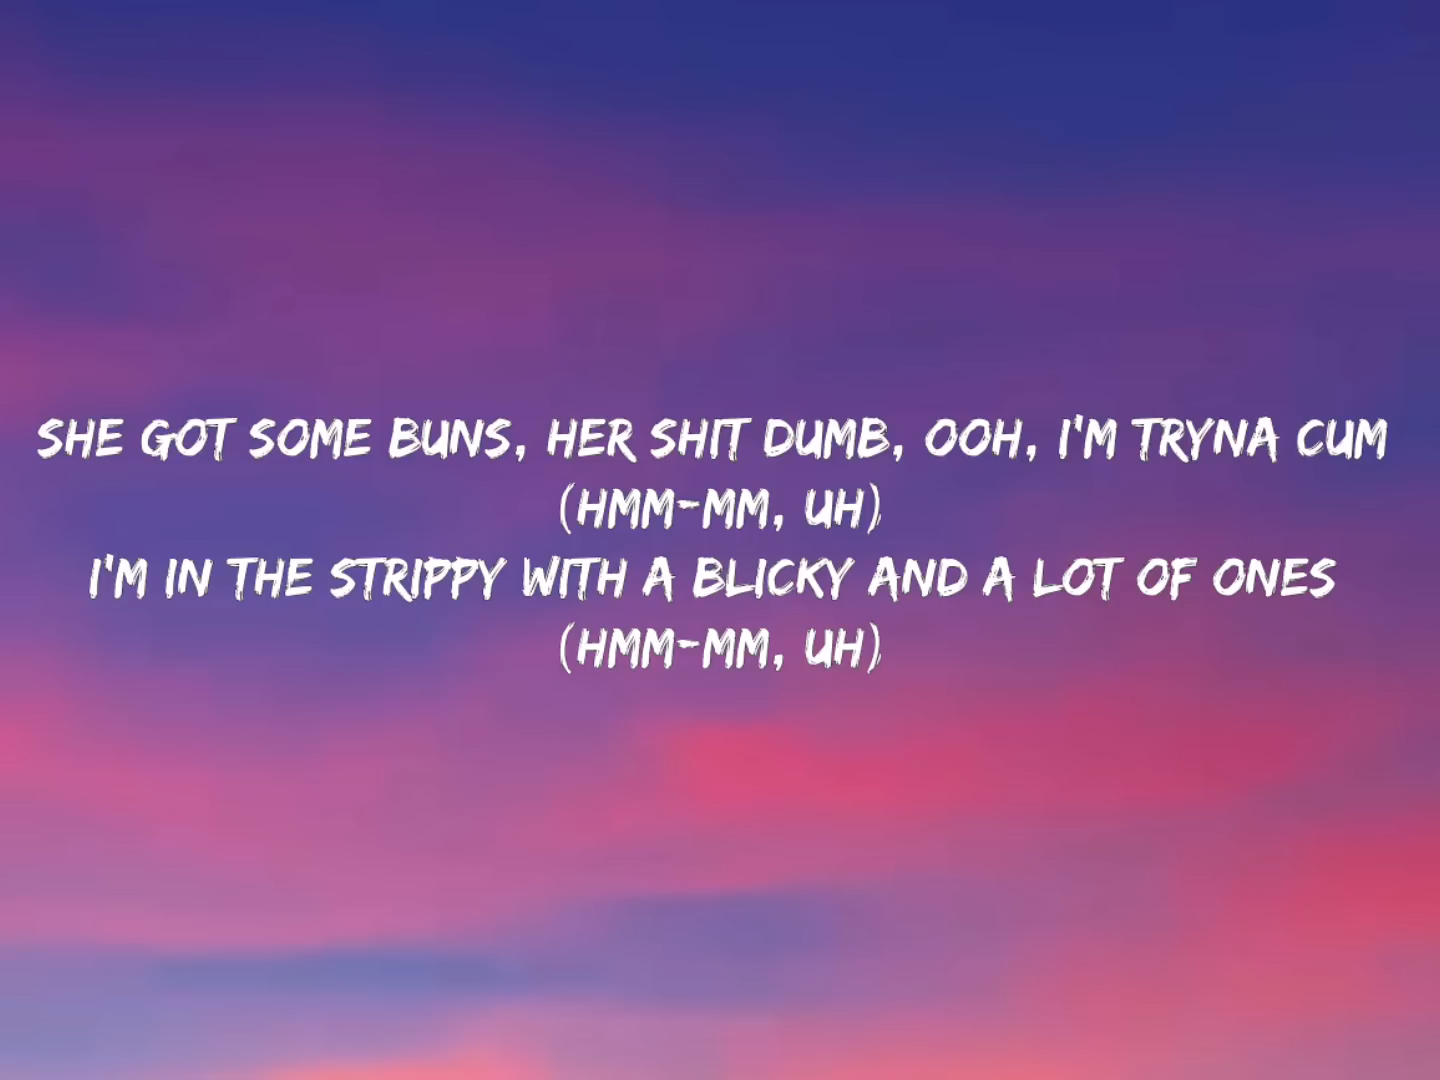 SHE GOT SOME BUNS, HER SHIT DUMB, OOH, I'M TRYNA CUM
(HMM-MM, UH)
I'M IN THE STRIPPY WITH A BLICKY AND A LOT OF ONES
(HMM-MM, UH)